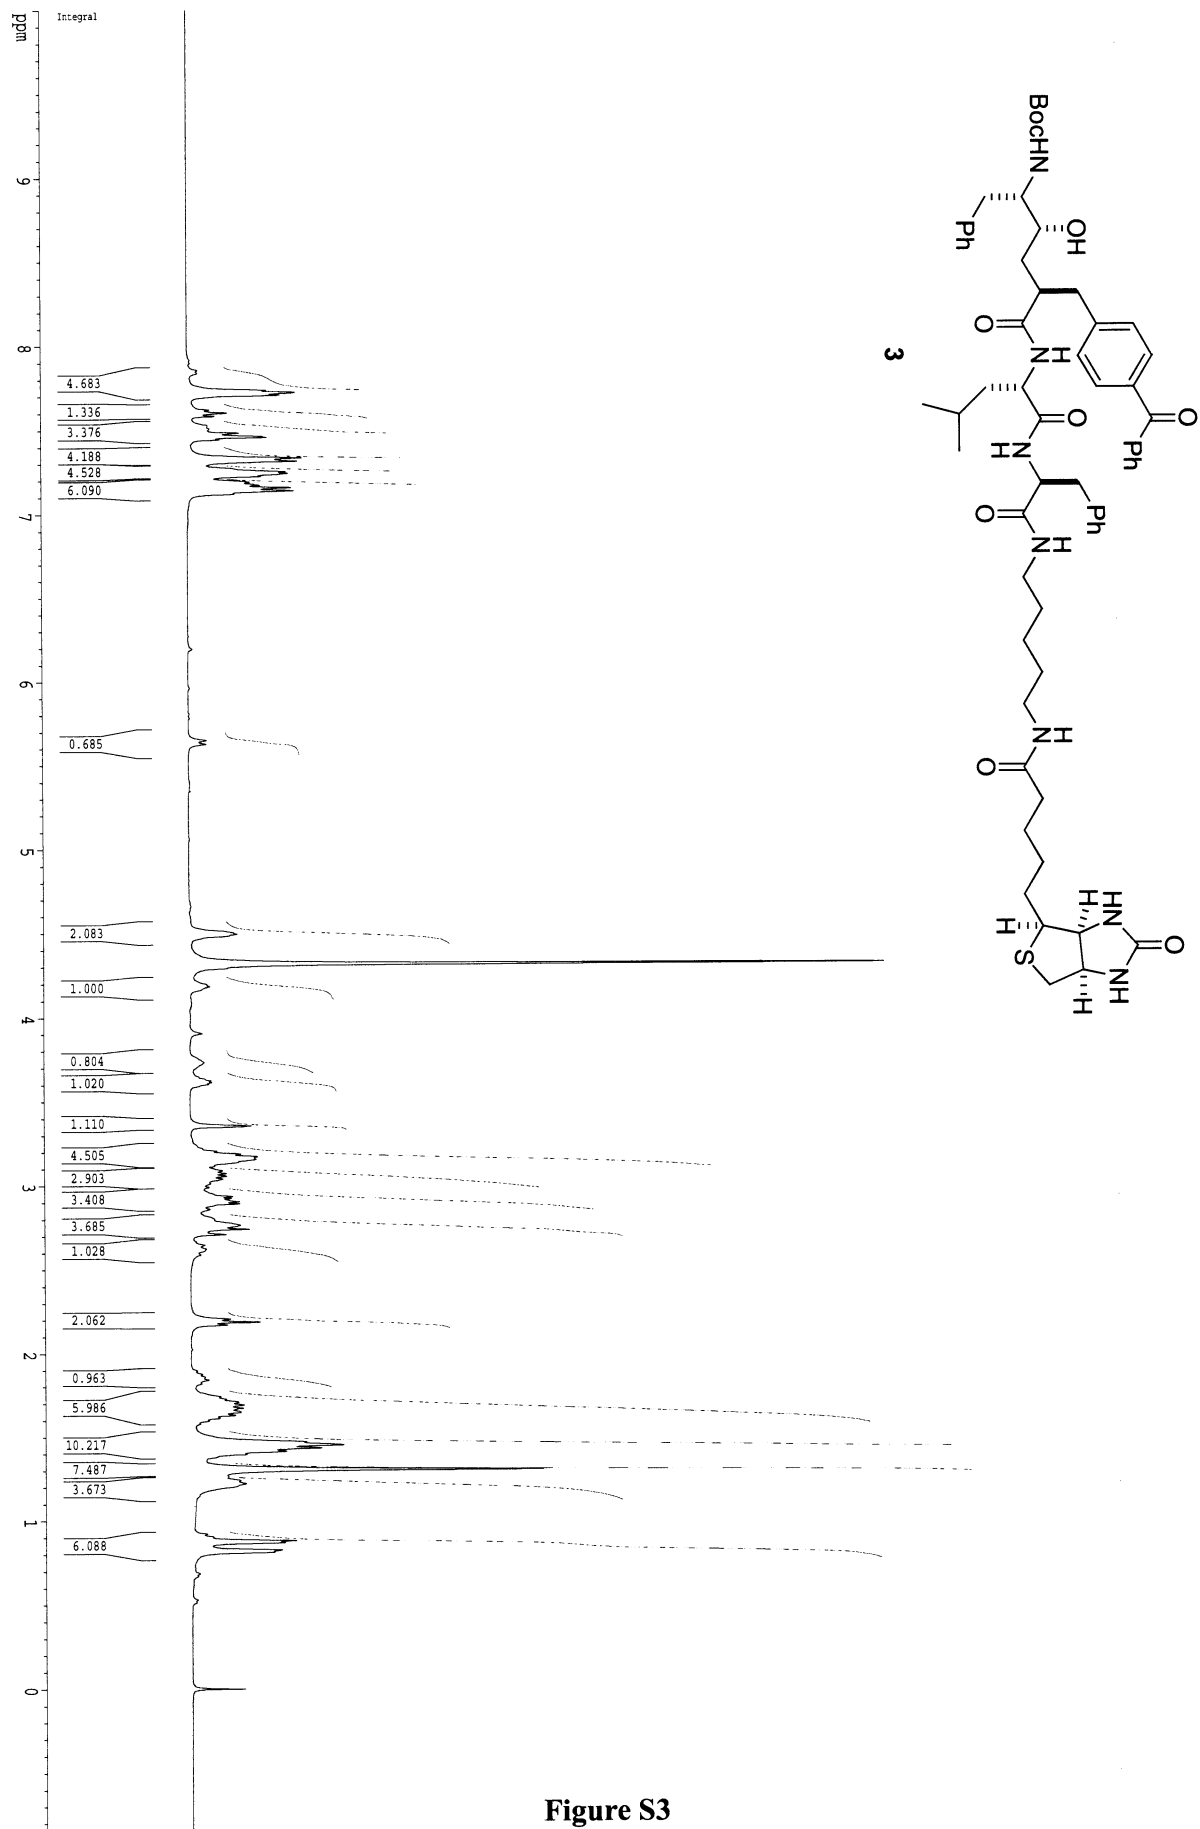 Integral
ppm
9
8
7
6
5
4
3
2
1
0
4.683
1.336
3.376
4.188
4.528
6.090
0.685
2.083
1.000
0.804
1.020
1.110
4.505
2.903
3.408
3.685
1.028
2.062
0.963
5.986
10.217
7.487
3.673
6.088
BocHN
Ph
OH
O
N
H
O
Ph
O
N
H
Ph
O
N
H
N
H
O
H
S
H
HN
O
NH
H
3
Figure S3